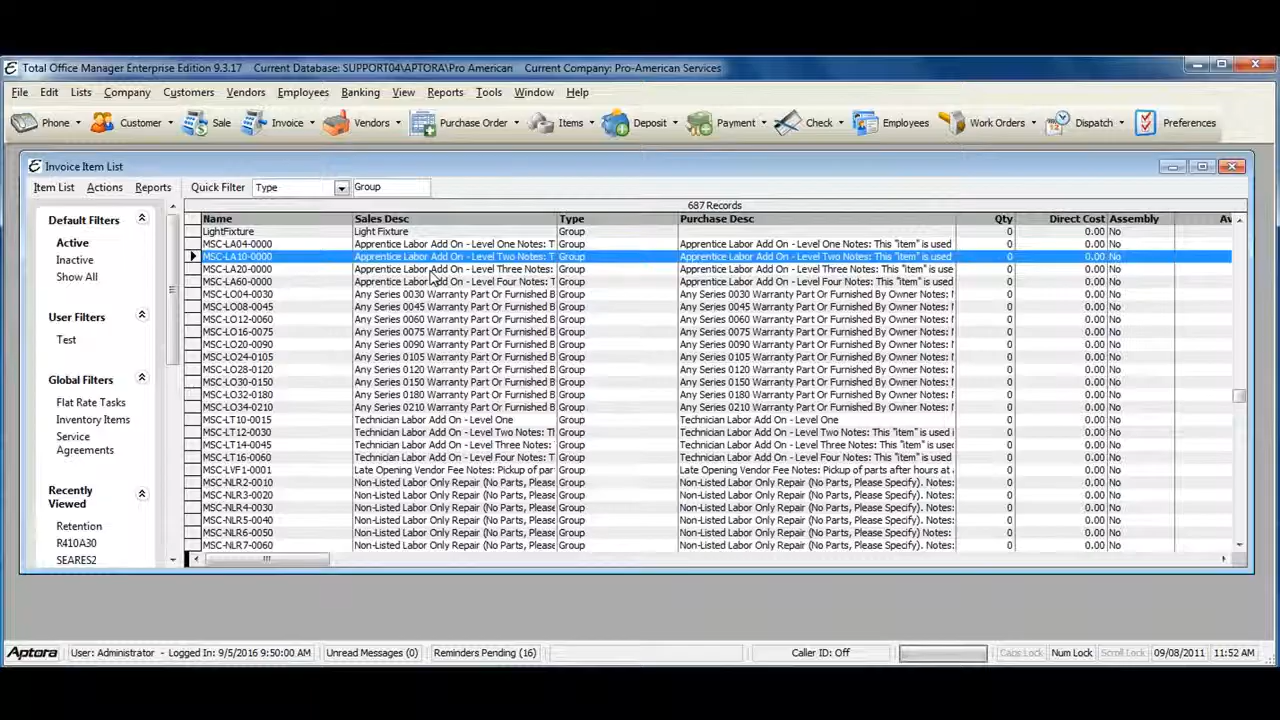 Total Office Manager Enterprise Edition 9.3.17 Current Database: SUPPORT04\APTORA\Pro American Current Company: Pro-American Services
File Edit Lists Company Customers Vendors Employees Banking View Reports Tools Window Help
Phone Customer Sale Invoice Vendors Purchase Order Items Deposit Payment Check Employees Work Orders Dispatch Preferences
Invoice Item List
Item List Actions Reports Quick Filter Type Group
687 Records
Default Filters
Active
Inactive
Show All
User Filters
Test
Global Filters
Flat Rate Tasks
Inventory Items
Service
Agreements
Recently
Viewed
Retention
R410A30
SEARES2
Name Sales Desc Type Purchase Desc Qty Direct Cost Assembly Av
LightFixture Light Fixture Group 0 0.00 No
MSC-LA04-0000 Apprentice Labor Add On - Level One Notes: T Group Apprentice Labor Add On - Level One Notes: This "item" is used 0 0.00 No
MSC-LA10-0000 Apprentice Labor Add On - Level Two Notes: T Group Apprentice Labor Add On - Level Two Notes: This "item" is used 0 0.00 No
MSC-LA20-0000 Apprentice Labor Add On - Level Three Notes: Group Apprentice Labor Add On - Level Three Notes: This "item" is use 0 0.00 No
MSC-LA60-0000 Apprentice Labor Add On - Level Four Notes: T Group Apprentice Labor Add On - Level Four Notes: This "item" is used 0 0.00 No
MSC-LO04-0030 Any Series 0030 Warranty Part Or Furnished B Group Any Series 0030 Warranty Part Or Furnished By Owner Notes: 0 0.00 No
MSC-LO08-0045 Any Series 0045 Warranty Part Or Furnished B Group Any Series 0045 Warranty Part Or Furnished By Owner Notes: 0 0.00 No
MSC-LO12-0060 Any Series 0060 Warranty Part Or Furnished B Group Any Series 0060 Warranty Part Or Furnished By Owner Notes: 0 0.00 No
MSC-LO16-0075 Any Series 0075 Warranty Part Or Furnished B Group Any Series 0075 Warranty Part Or Furnished By Owner Notes: 0 0.00 No
MSC-LO20-0090 Any Series 0090 Warranty Part Or Furnished B Group Any Series 0090 Warranty Part Or Furnished By Owner Notes: 0 0.00 No
MSC-LO24-0105 Any Series 0105 Warranty Part Or Furnished B Group Any Series 0105 Warranty Part Or Furnished By Owner Notes: 0 0.00 No
MSC-LO28-0120 Any Series 0120 Warranty Part Or Furnished B Group Any Series 0120 Warranty Part Or Furnished By Owner Notes: 0 0.00 No
MSC-LO30-0150 Any Series 0150 Warranty Part Or Furnished B Group Any Series 0150 Warranty Part Or Furnished By Owner Notes: 0 0.00 No
MSC-LO32-0180 Any Series 0180 Warranty Part Or Furnished B Group Any Series 0180 Warranty Part Or Furnished By Owner Notes: 0 0.00 No
MSC-LO34-0210 Any Series 0210 Warranty Part Or Furnished B Group Any Series 0210 Warranty Part Or Furnished By Owner Notes: 0 0.00 No
MSC-LT10-0015 Technician Labor Add On - Level One Group Technician Labor Add On - Level One 0 0.00 No
MSC-LT12-0030 Technician Labor Add On - Level Two Notes: Th Group Technician Labor Add On - Level Two Notes: This "item" is used i 0 0.00 No
MSC-LT14-0045 Technician Labor Add On - Level Three Notes: Group Technician Labor Add On - Level Three Notes: This "item" is used 0 0.00 No
MSC-LT16-0060 Technician Labor Add On - Level Four Notes: T Group Technician Labor Add On - Level Four Notes: This "item" is used 0 0.00 No
MSC-LVF1-0001 Late Opening Vendor Fee Notes: Pickup of par Group Late Opening Vendor Fee Notes: Pickup of parts after hours at 0 0.00 No
MSC-NLR2-0010 Non-Listed Labor Only Repair (No Parts, Please Group Non-Listed Labor Only Repair (No Parts, Please Specify). Notes: 0 0.00 No
MSC-NLR3-0020 Non-Listed Labor Only Repair (No Parts, Please Group Non-Listed Labor Only Repair (No Parts, Please Specify). Notes: 0 0.00 No
MSC-NLR4-0030 Non-Listed Labor Only Repair (No Parts, Please Group Non-Listed Labor Only Repair (No Parts, Please Specify). Notes: 0 0.00 No
MSC-NLR5-0040 Non-Listed Labor Only Repair (No Parts, Please Group Non-Listed Labor Only Repair (No Parts, Please Specify). Notes: 0 0.00 No
MSC-NLR6-0050 Non-Listed Labor Only Repair (No Parts, Please Group Non-Listed Labor Only Repair (No Parts, Please Specify). Notes: 0 0.00 No
MSC-NLR7-0060 Non-Listed Labor Only Repair (No Parts, Please Group Non-Listed Labor Only Repair (No Parts, Please Specify). Notes: 0 0.00 No
Aptora User: Administrator - Logged In: 9/5/2016 9:50:00 AM Unread Messages (0) Reminders Pending (16) Caller ID: Off Caps Lock Num Lock Scroll Lock 09/08/2011 11:52 AM